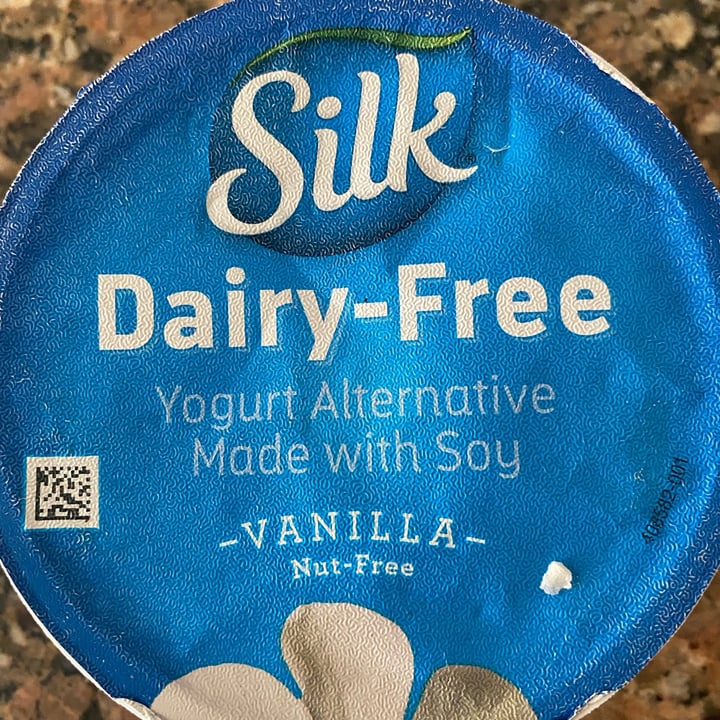 Silk
Dairy-Free
Yogurt Alternative
Made with Soy
-VANILLA-
Nut-Free